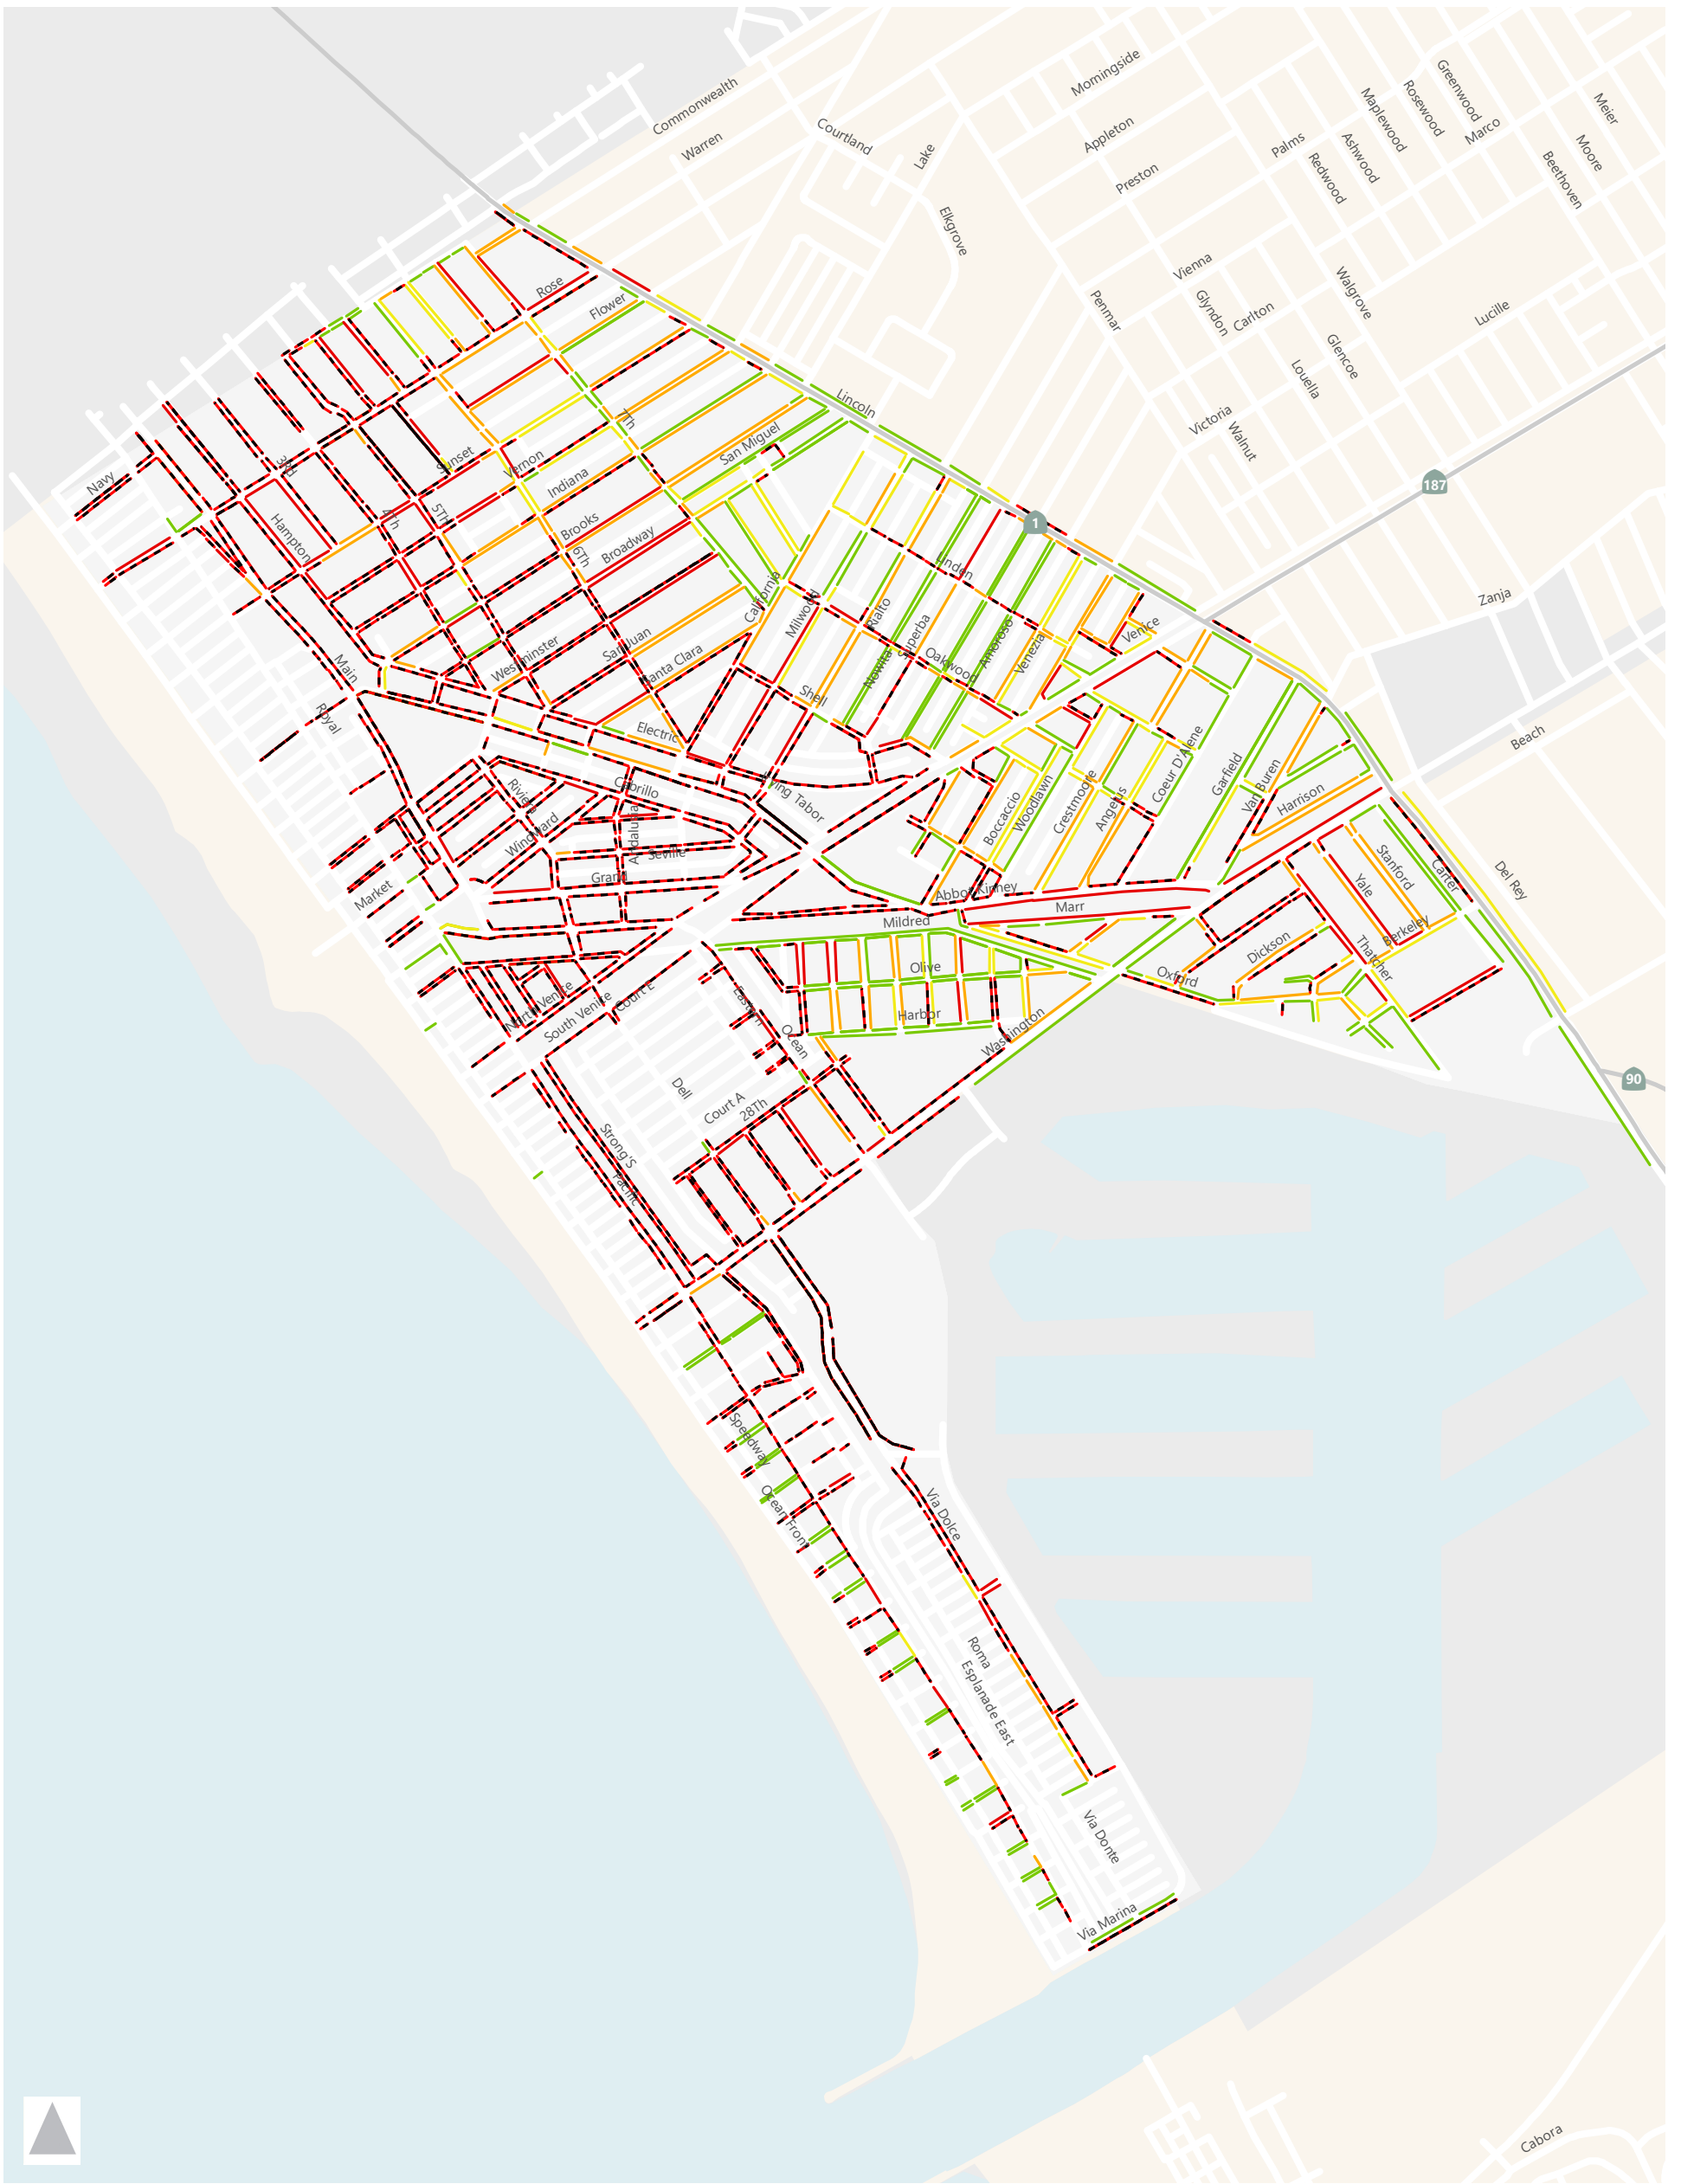 Commonwealth
Warren
Courtland
Lake
Elkgrove
Morningside
Appleton
Preston
Palms
Redwood
Ashwood
Maplewood
Rosewood
Greenwood
Marco
Meier
Moore
Beethoven
Penmar
Vienna
Glyndon
Carlton
Walgrove
Glencoe
Louella
Lucille
Victoria
Walnut
Rose
Flower
Lincoln
7Th
San Miguel
Sunset
Vernon
Indiana
Brooks
Broadway
6Th
5TH
4Th
3Rd
Navy
Hampton
187
1
Linden
California
Milwood
Rialto
Superba
Nowita
Oakwood
Amoroso
Venezia
Venice
Zanja
Westminster
San Juan
Santa Clara
Shell
Electric
Main
Royal
Beach
Riviera
Cabrillo
Irving Tabor
Windward
Andalusia
Seville
Grand
Market
Boccaccio
Woodlawn
Crestmoore
Angelus
Coeur D'Alene
Garfield
Van Buren
Harrison
Abbot Kinney
Marr
Mildred
Stanford
Yale
Carter
Del Rey
Berkeley
Thatcher
Dickson
Oxford
Olive
Harbor
Washington
North Venice
South Venice
Court E
Eastern
Ocean
Dell
Court A
28Th
Strong'S
Pacific
90
Speedway
Ocean Front
Via Dolce
Roma
Esplanade East
Via Donte
Via Marina
Cabora